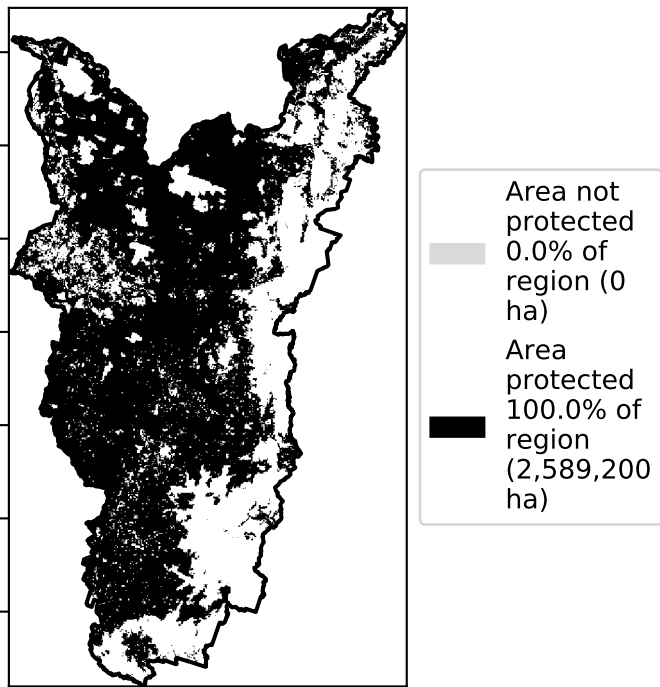 Area not
protected
0.0% of
region (0
ha)
Area
protected
100.0% of
region
(2,589,200
ha)